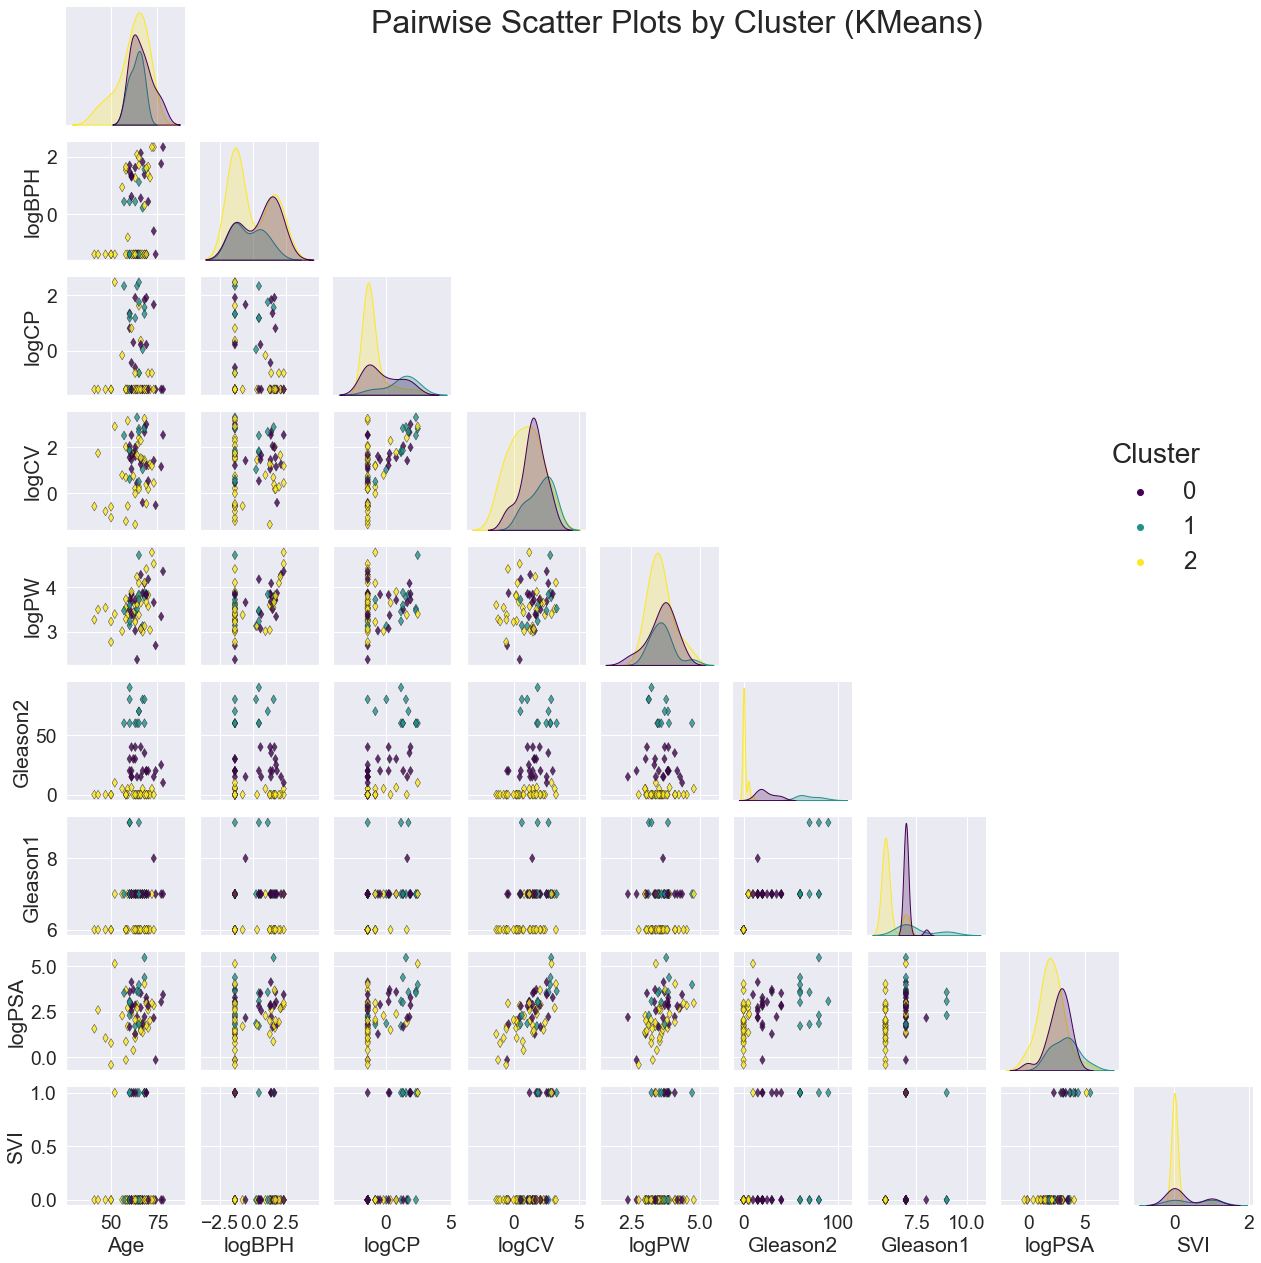 Pairwise Scatter Plots by Cluster (KMeans)
2
0
logBPH
2
0
logCP
2
0
logCV
Cluster
0
1
2
4
3
logPW
50
0
Gleason2
8
6
Gleason1
5.0
2.5
0.0
logPSA
1.0
0.5
0.0
SVI
50 75 −2.5 0.0 2.5 0 5 0 5 2.5 5.0 0 100 7.5 10.0 0 5 0 2
Age logBPH logCP logCV logPW Gleason2 Gleason1 logPSA SVI